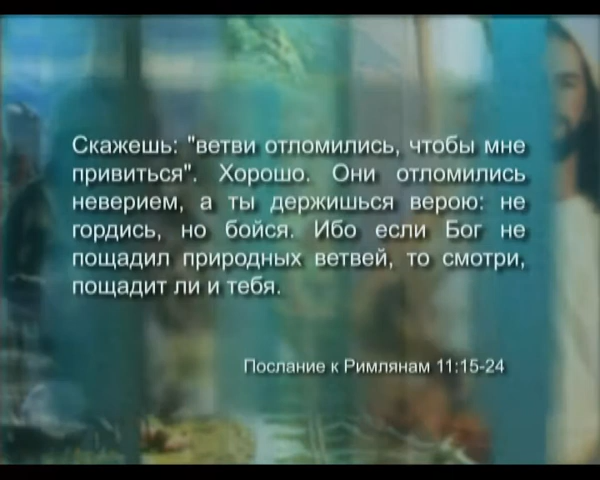 Скажешь: "ветви отломились, чтобы мне
привиться". Хорошо. Они отломились
неверием, а ты держишься верою: не
гордись, но бойся. Ибо если Бог не
пощадил природных ветвей, то смотри,
пощадит ли и тебя.
Послание к Римлянам 11:15-24